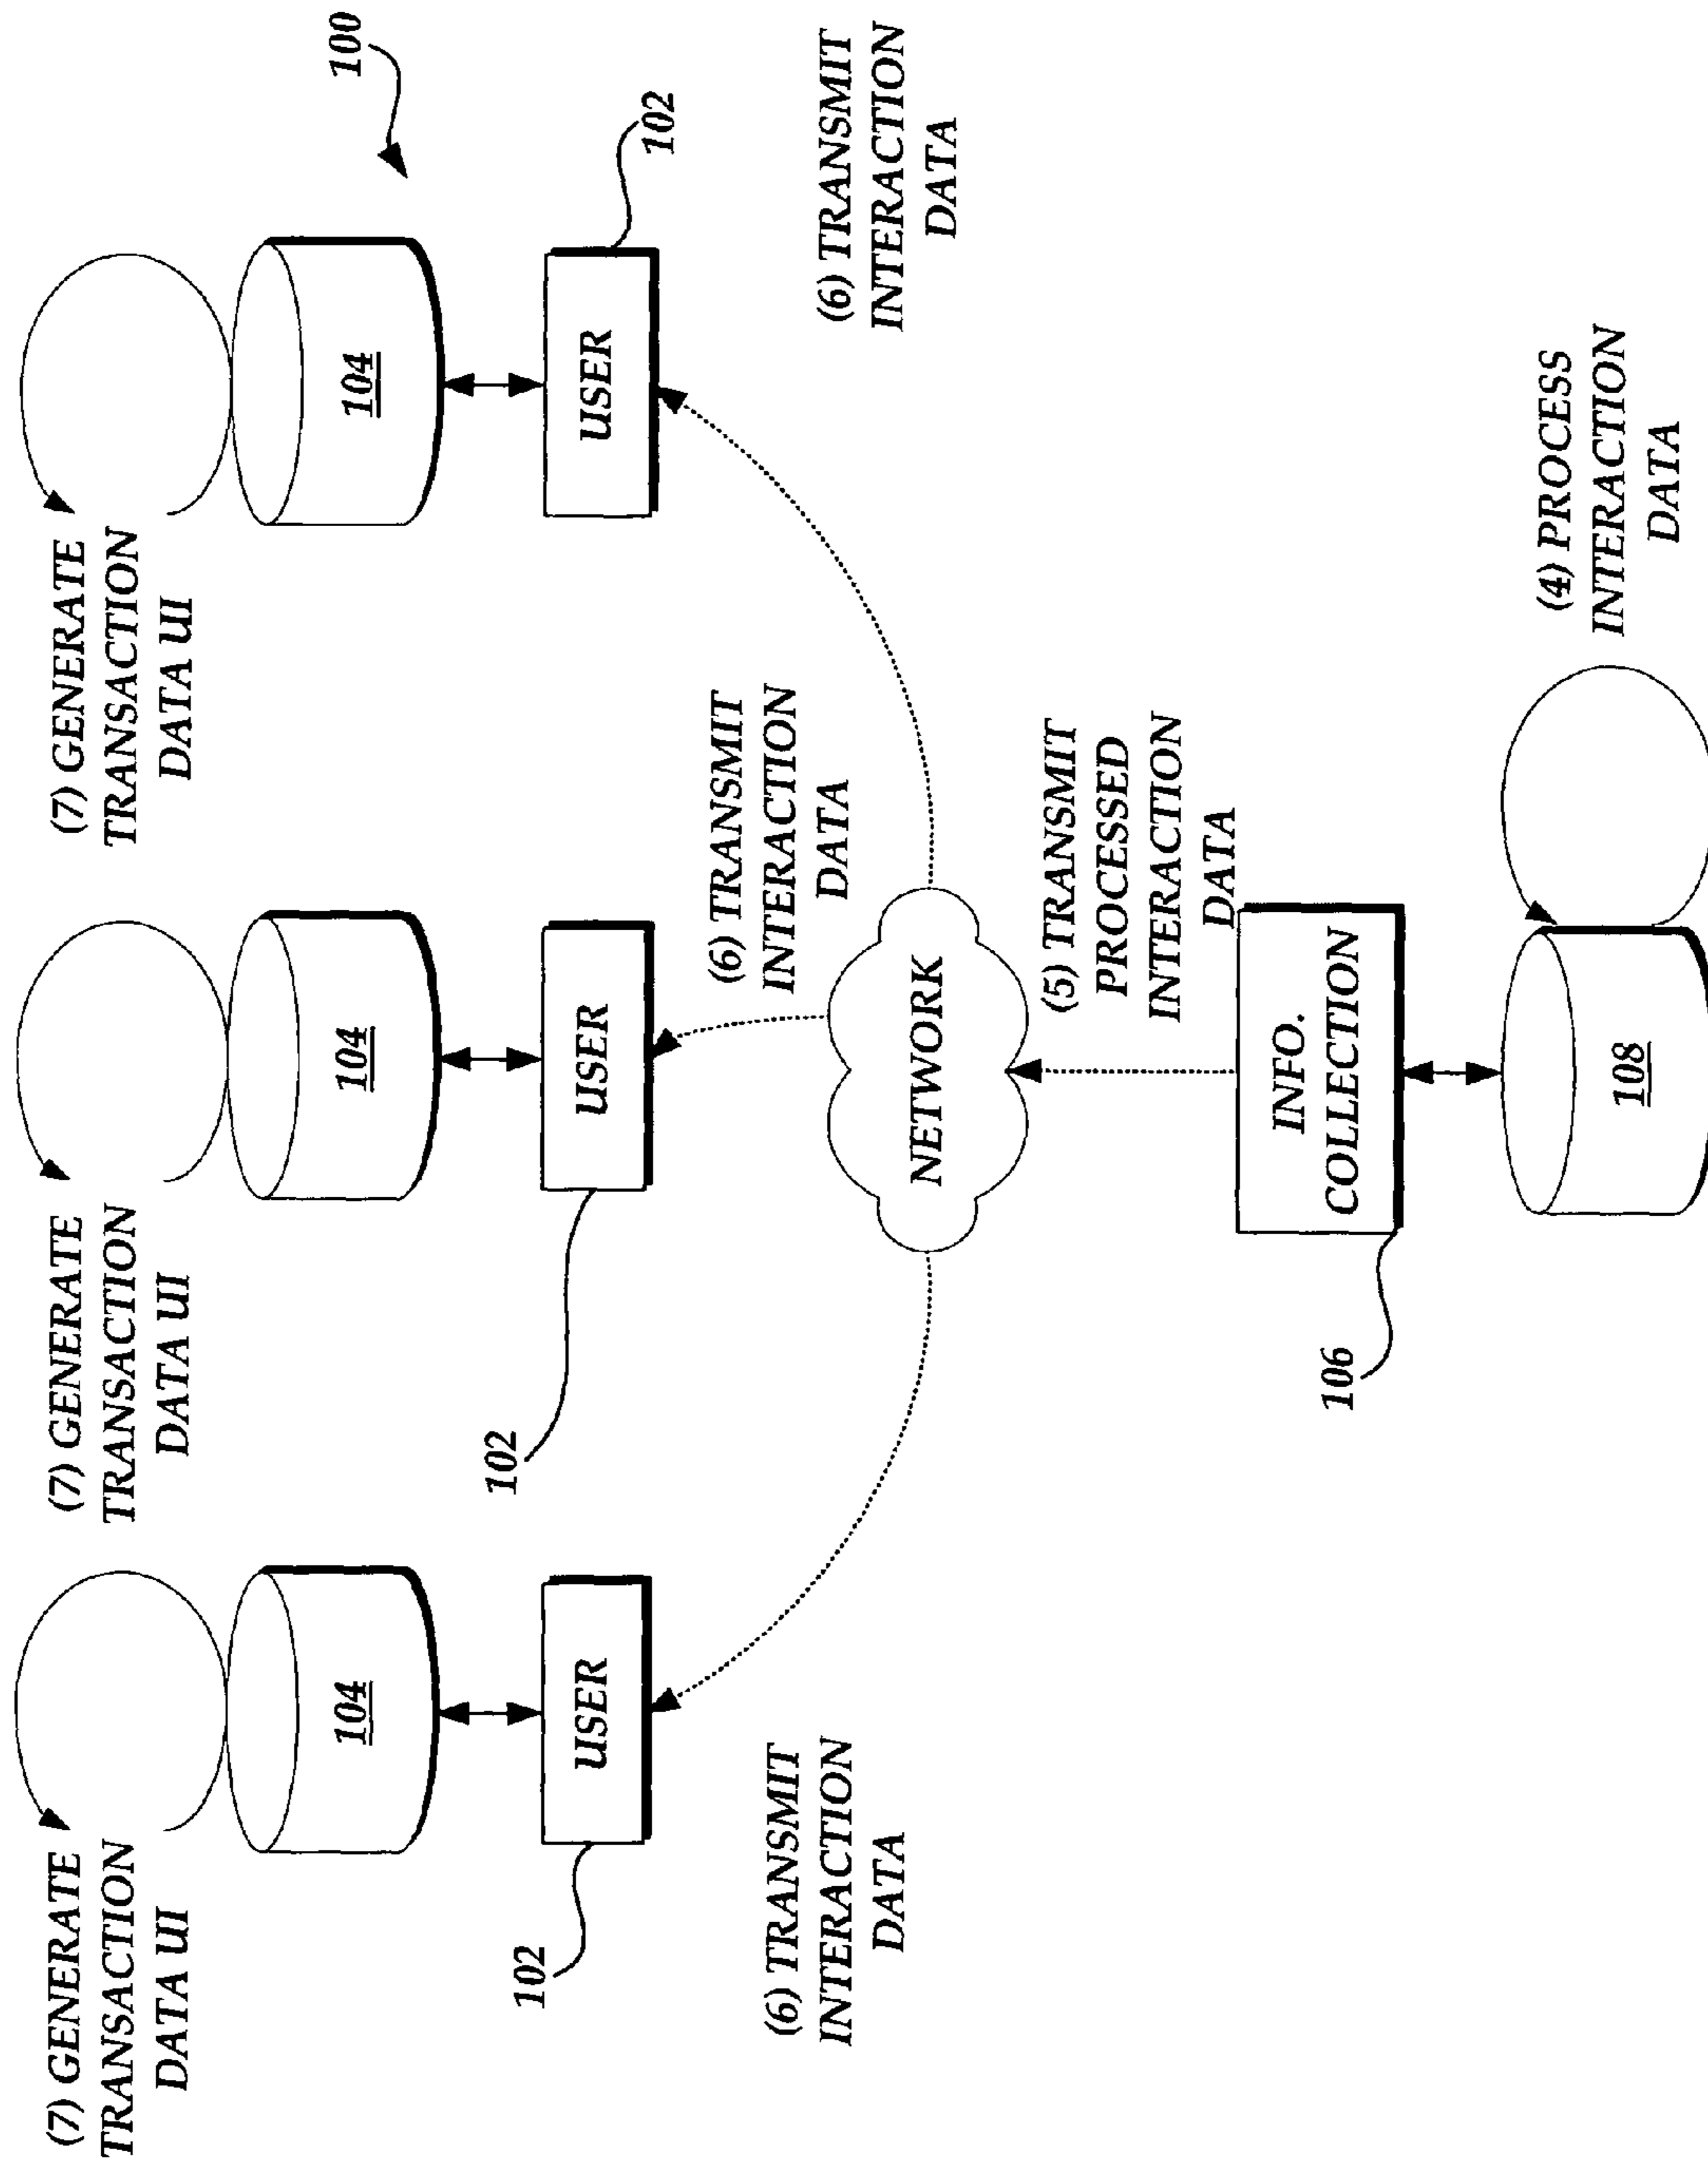 100
(7) GENERATE
TRANSACTION
DATA UI
(7) GENERATE
TRANSACTION
DATA UI
(7) GENERATE
TRANSACTION
DATA UI
104
104
104
102
USER
102
USER
102
USER
(6) TRANSMIT
INTERACTION
DATA
(6) TRANSMIT
INTERACTION
DATA
(6) TRANSMIT
INTERACTION
DATA
NETWORK
(5) TRANSMIT
PROCESSED
INTERACTION
DATA
106
INFO.
COLLECTION
108
(4) PROCESS
INTERACTION
DATA